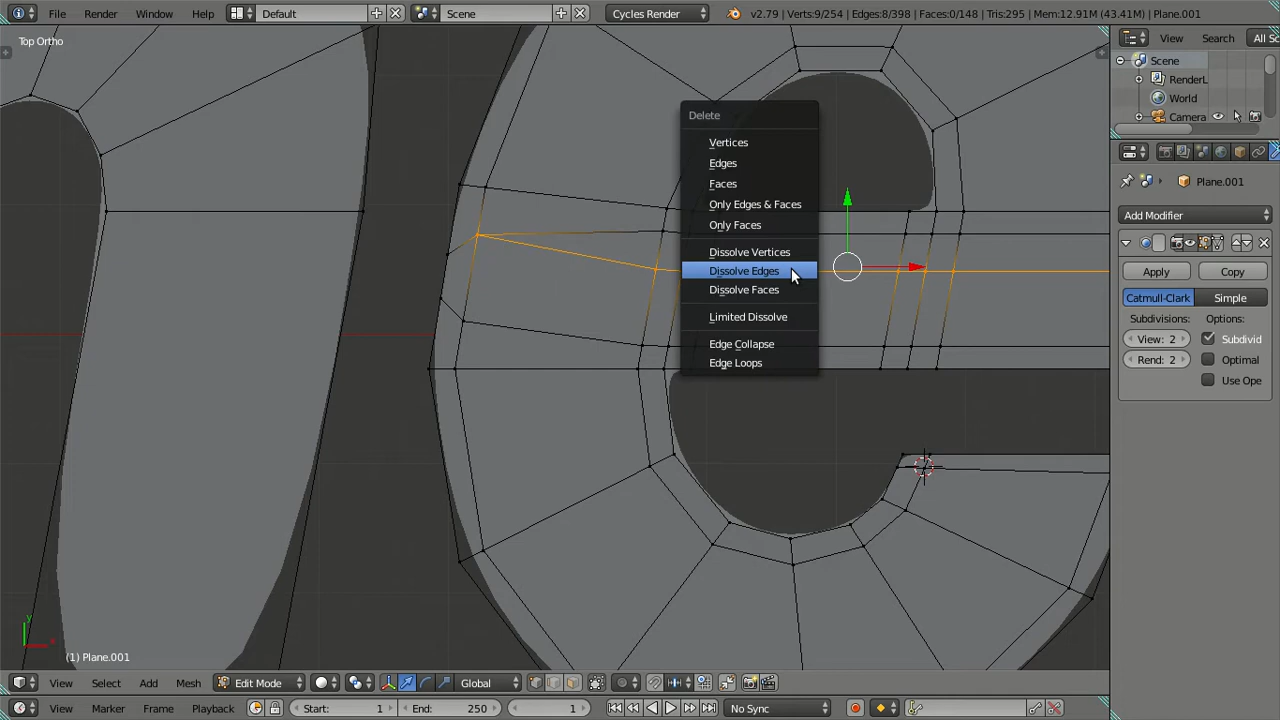 File Render Window Help Default Scene Cycles Render v2.79 | Verts:9/254 | Edges:8/398 | Faces:0/148 | Tris:295 | Mem:12.91M (43.41M) | Plane.001
Top Ortho
View Search All Sc
Scene
RenderL
World
Camera
Delete
Vertices
Edges
Faces
Only Edges & Faces
Only Faces
Dissolve Vertices
Dissolve Edges
Dissolve Faces
Limited Dissolve
Edge Collapse
Edge Loops
Plane.001
Add Modifier
Apply Copy
Catmull-Clark Simple
Subdivisions: Options:
View: 2 Subdivid
Rend: 2 Optimal
Use Ope
y
x
(1) Plane.001
View Select Add Mesh Edit Mode Global
View Marker Frame Playback Start: 1 End: 250 1 No Sync